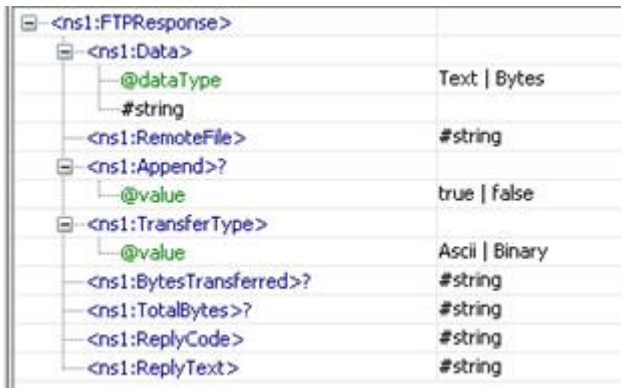 <ns1:FTPResponse>
<ns1:Data>
@dataType Text | Bytes
#string
<ns1:RemoteFile> #string
<ns1:Append>?
@value true | false
<ns1:TransferType>
@value Ascii | Binary
<ns1:BytesTransferred>? #string
<ns1:TotalBytes>? #string
<ns1:ReplyCode> #string
<ns1:ReplyText> #string